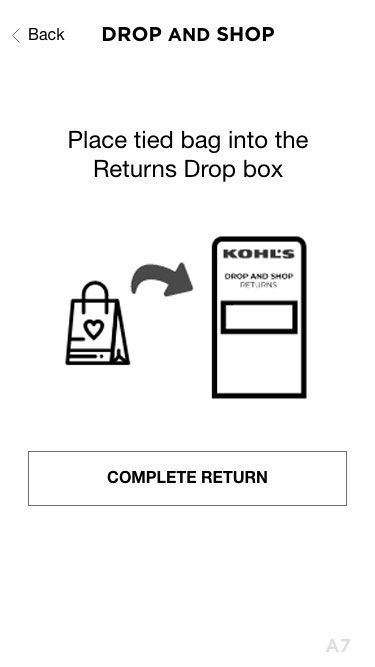 Back
DROP AND SHOP
Place tied bag into the
Returns Drop box
KOHL'S
DROP AND SHOP
RETURNS
COMPLETE RETURN
A7